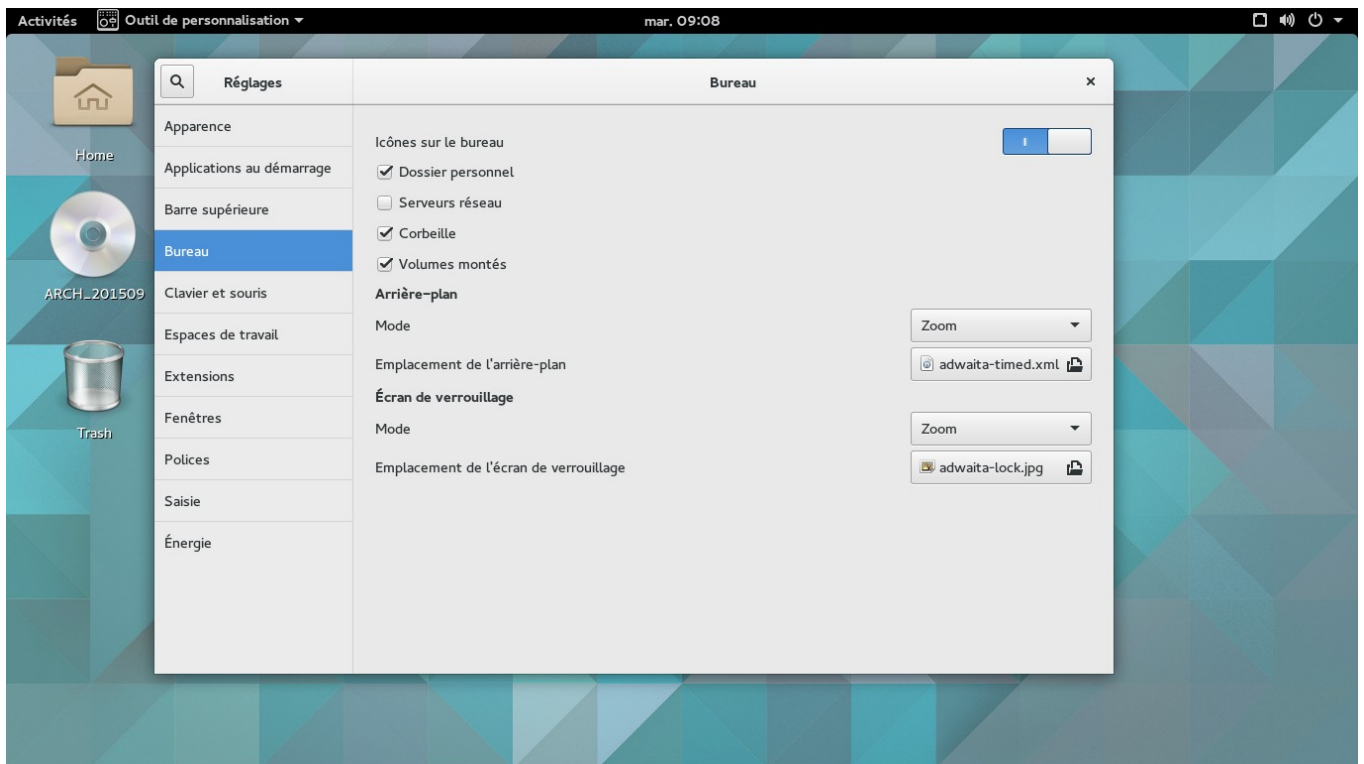 Activités Outil de personnalisation mar. 09:08
Réglages Bureau
Home
ARCH_201509
Trash
Apparence
Applications au démarrage
Barre supérieure
Bureau
Clavier et souris
Espaces de travail
Extensions
Fenêtres
Polices
Saisie
Énergie
Icônes sur le bureau
Dossier personnel
Serveurs réseau
Corbeille
Volumes montés
Arrière-plan
Mode Zoom
Emplacement de l'arrière-plan adwaita-timed.xml
Écran de verrouillage
Mode Zoom
Emplacement de l'écran de verrouillage adwaita-lock.jpg